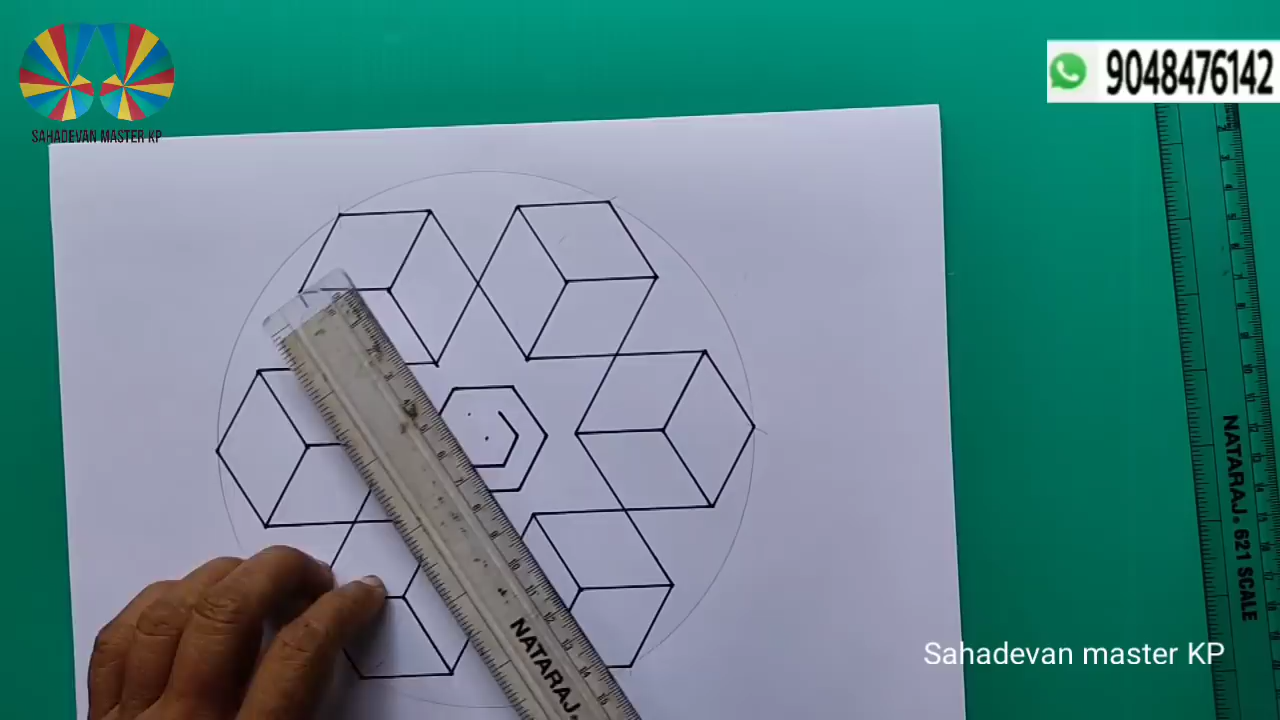 SAHADEVAN MASTER KP
9048476142
NATARAJ. 621 SCALE
NATARAJ.
Sahadevan master KP